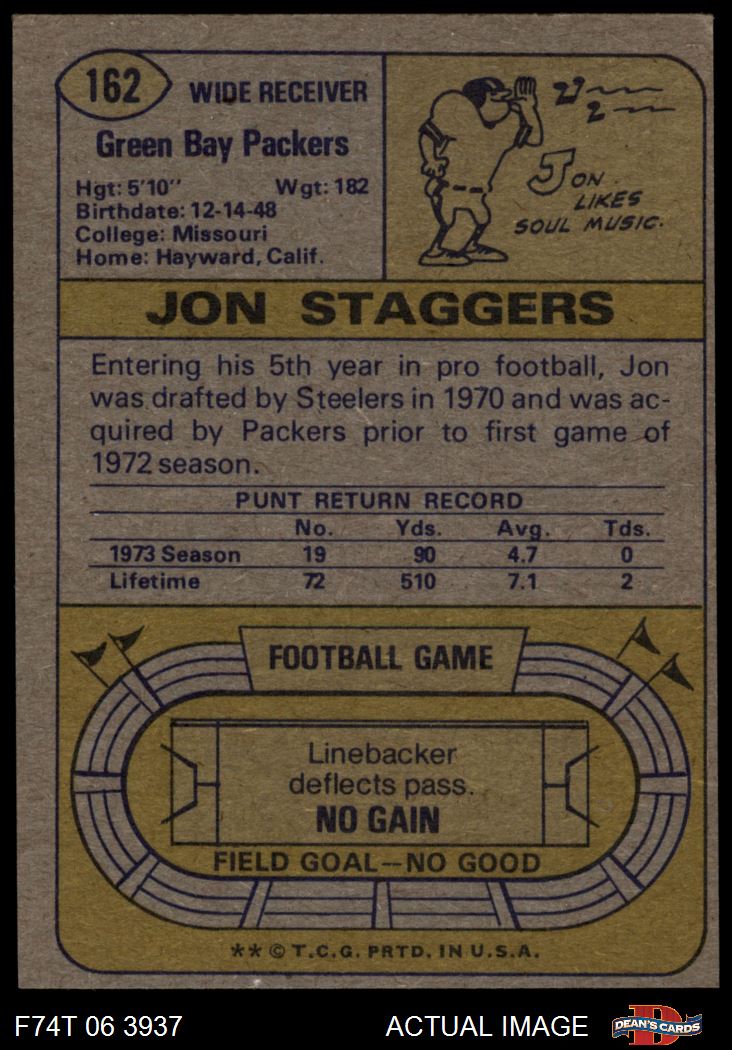 162 WIDE RECEIVER
Green Bay Packers
Hgt: 5'10" Wgt: 182
Birthdate: 12-14-48
College: Missouri
Home: Hayward, Calif.
JON
LIKES
SOUL MUSIC.
JON STAGGERS
Entering his 5th year in pro football, Jon
was drafted by Steelers in 1970 and was ac-
quired by Packers prior to first game of
1972 season.
PUNT RETURN RECORD
No. Yds. Avg. Tds.
1973 Season 19 90 4.7 0
Lifetime 72 510 7.1 2
FOOTBALL GAME
Linebacker
deflects pass.
NO GAIN
FIELD GOAL--NO GOOD
** © T.C.G. PRTD. IN U.S.A.
F74T 06 3937 ACTUAL IMAGE DEAN'S CARDS